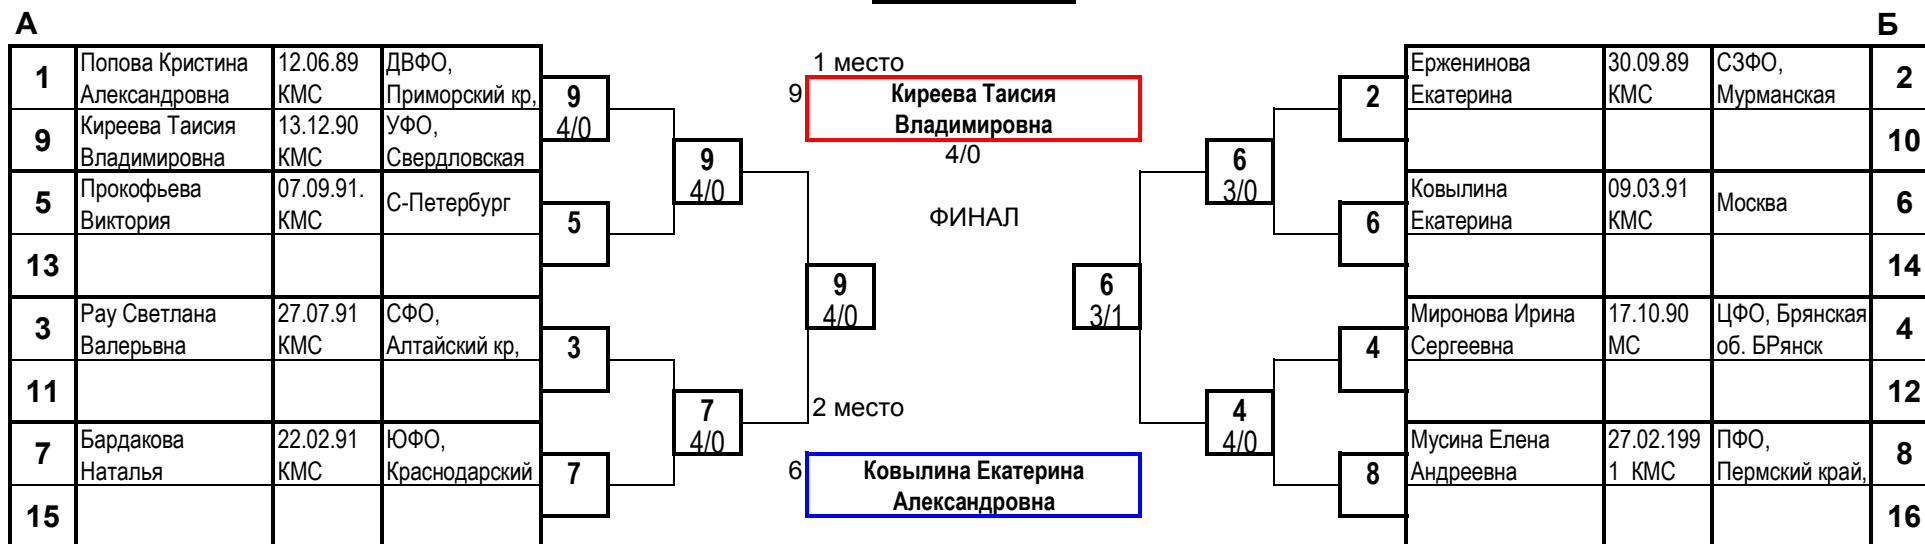 А
Б
1
Попова Кристина
Александровна
12.06.89
КМС
ДВФО,
Приморский кр,
9
Киреева Таисия
Владимировна
13.12.90
КМС
УФО,
Свердловская
5
Прокофьева
Виктория
07.09.91.
КМС
С-Петербург
13
3
Рау Светлана
Валерьвна
27.07.91
КМС
СФО,
Алтайский кр,
11
7
Бардакова
Наталья
22.02.91
КМС
ЮФО,
Краснодарский
15
9
4/0
5
3
7
9
4/0
7
4/0
9
4/0
1 место
9
Киреева Таисия
Владимировна
4/0
ФИНАЛ
2 место
6
Ковылина Екатерина
Александровна
6
3/1
6
3/0
4
4/0
2
6
4
8
Ерженинова
Екатерина
30.09.89
КМС
СЗФО,
Мурманская
2
10
Ковылина
Екатерина
09.03.91
КМС
Москва
6
14
Миронова Ирина
Сергеевна
17.10.90
МС
ЦФО, Брянская
об. БРянск
4
12
Мусина Елена
Андреевна
27.02.199
1 КМС
ПФО,
Пермский край,
8
16